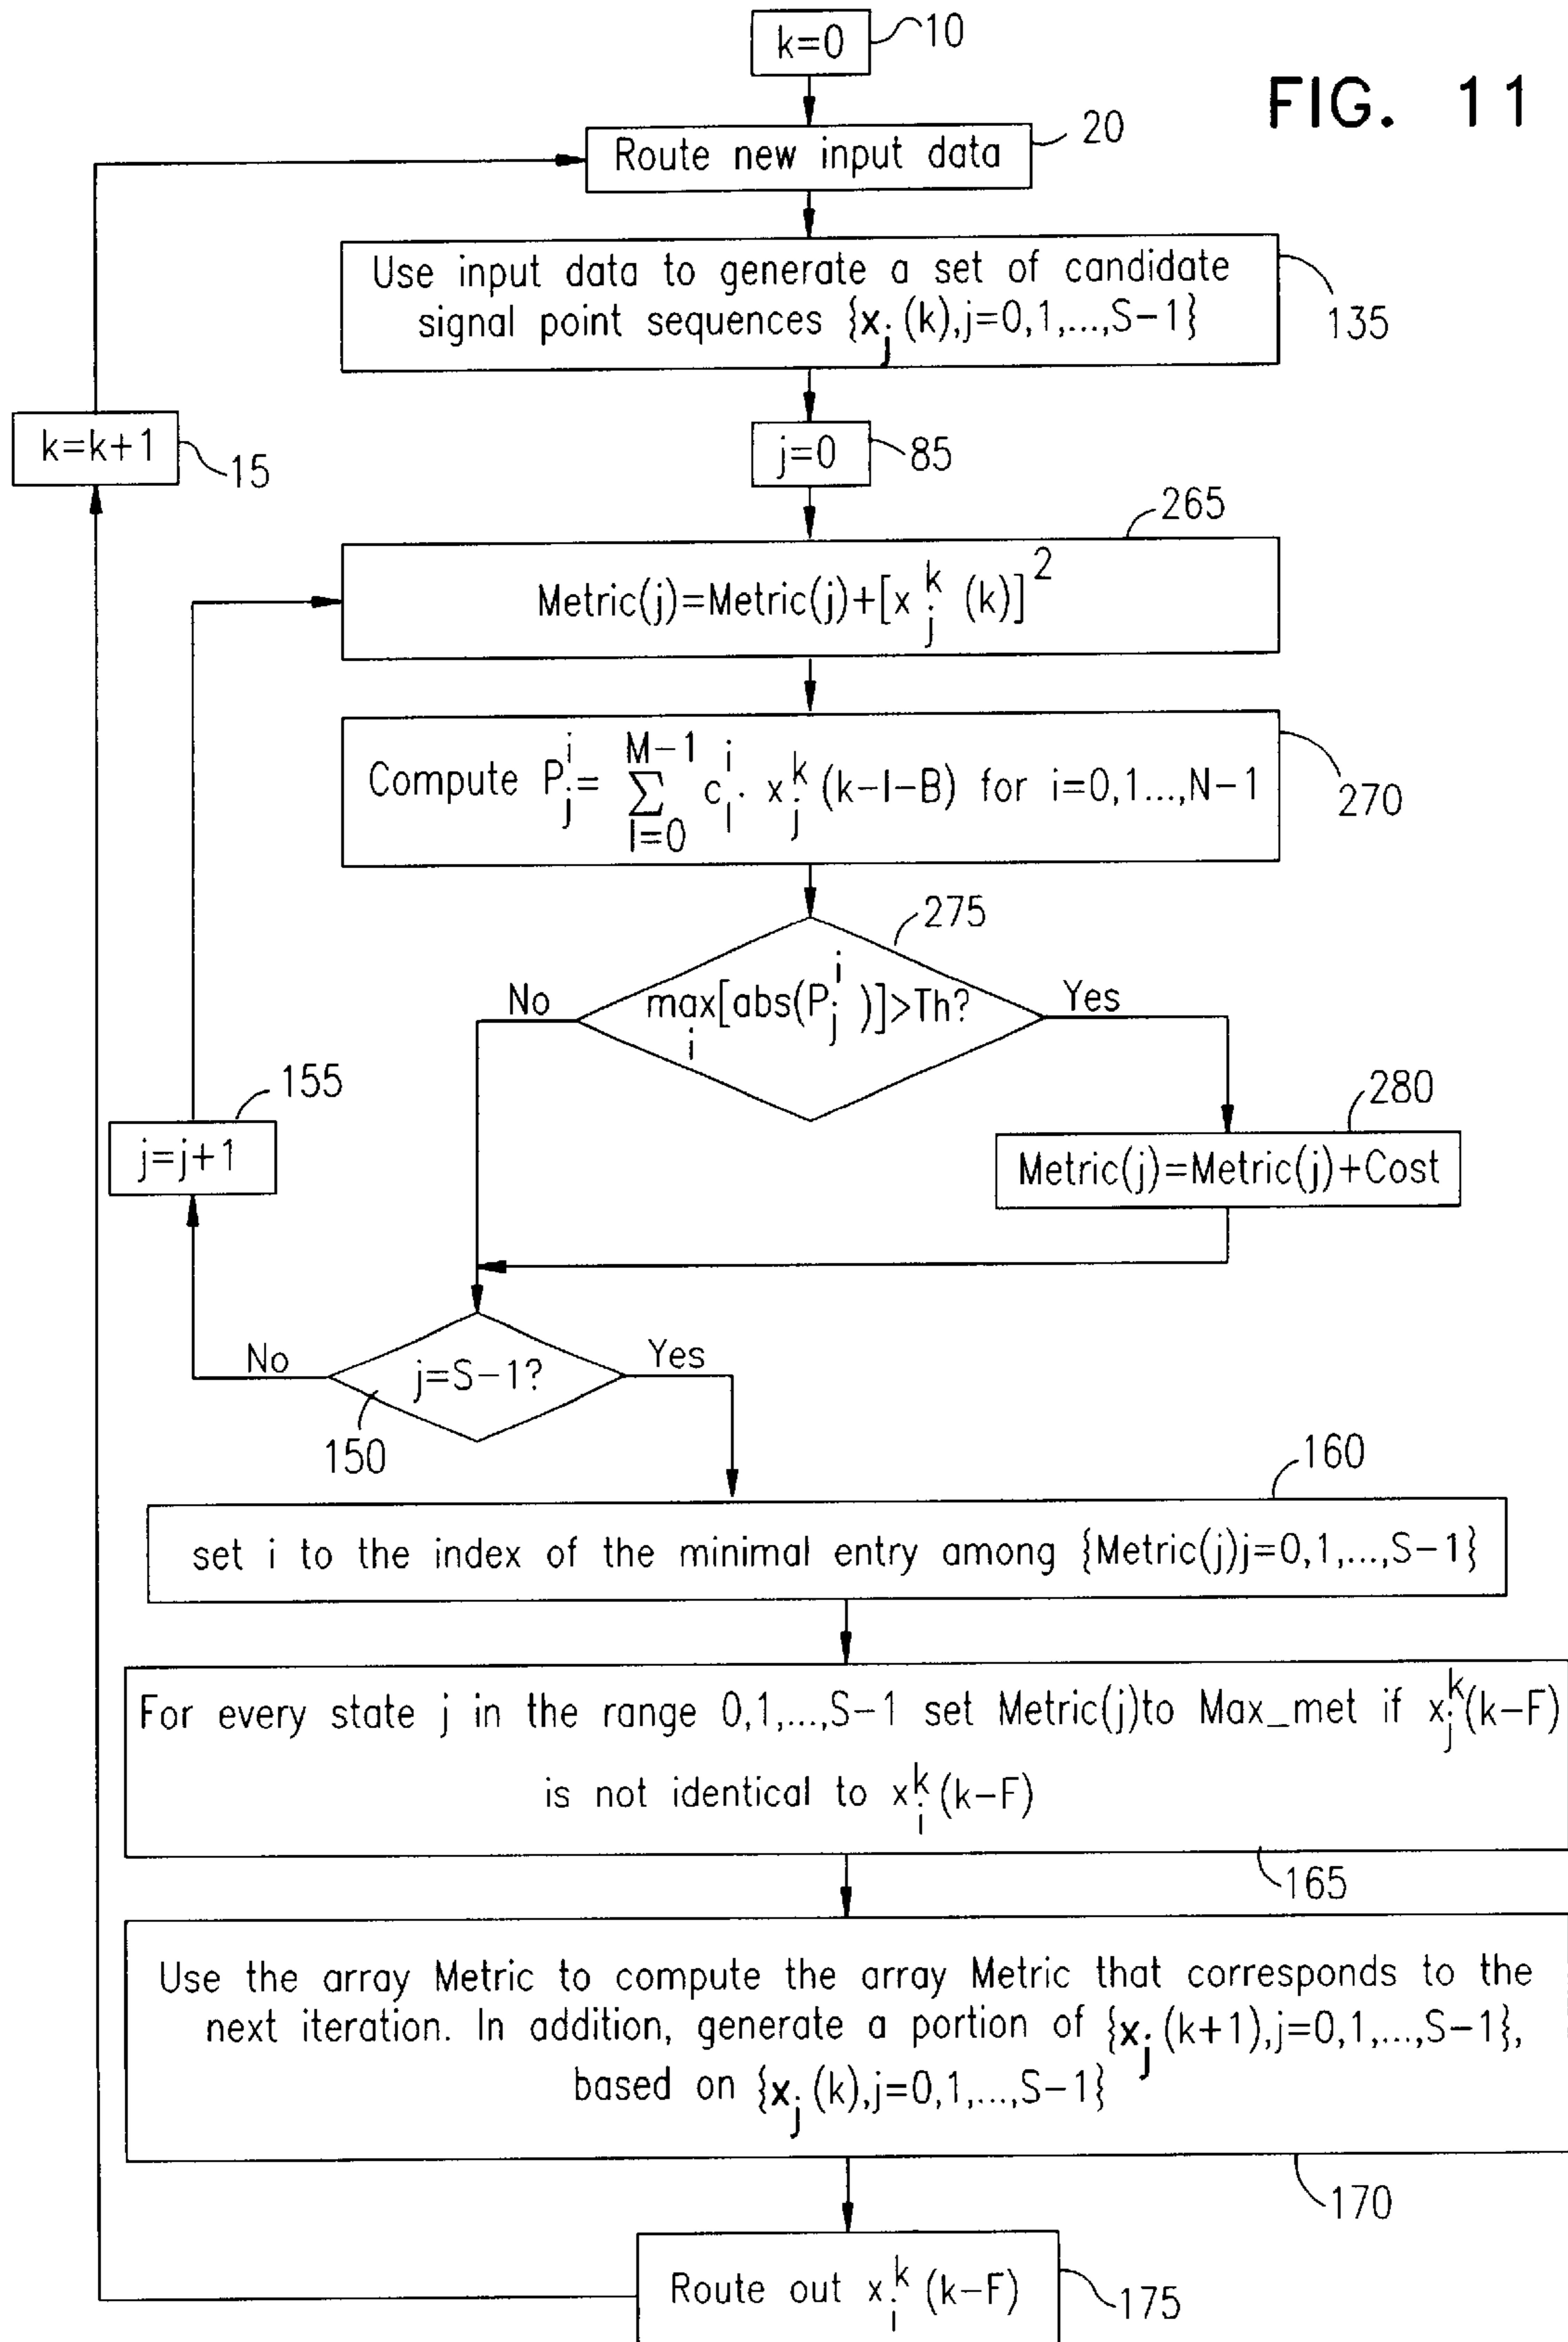 k=0
10
FIG. 11
Route new input data
20
Use input data to generate a set of candidate
signal point sequences {x_j(k),j=0,1,...,S-1}
135
k=k+1
15
j=0
85
265
Metric(j)=Metric(j)+[x_j^k (k)]^2
Compute P_j^i= ∑_{l=0}^{M-1} c_l^i · x_j^k (k-l-B) for i=0,1...,N-1
270
275
max_i[abs(P_j^i)]>Th?
No
Yes
155
j=j+1
280
Metric(j)=Metric(j)+Cost
j=S-1?
No
Yes
150
160
set i to the index of the minimal entry among {Metric(j)j=0,1,...,S-1}
For every state j in the range 0,1,...,S-1 set Metric(j)to Max_met if x_j^k(k-F)
is not identical to x_i^k(k-F)
165
Use the array Metric to compute the array Metric that corresponds to the
next iteration. In addition, generate a portion of {x_j(k+1),j=0,1,...,S-1},
based on {x_j(k),j=0,1,...,S-1}
170
Route out x_i^k (k-F)
175